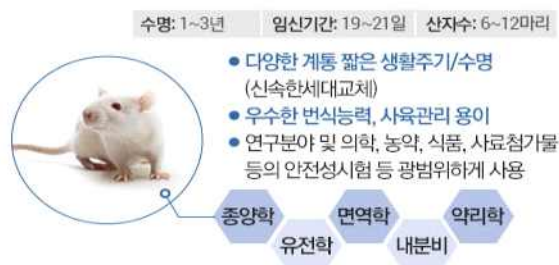 수명: 1~3년 임신기간: 19~21일 산자수: 6~12마리
● 다양한 계통 짧은 생활주기/수명
(신속한세대교체)
● 우수한 번식능력, 사육관리 용이
● 연구분야 및 의학, 농약, 식품, 사료첨가물
등의 안전성시험 등 광범위하게 사용
종양학 면역학 약리학
유전학 내분비